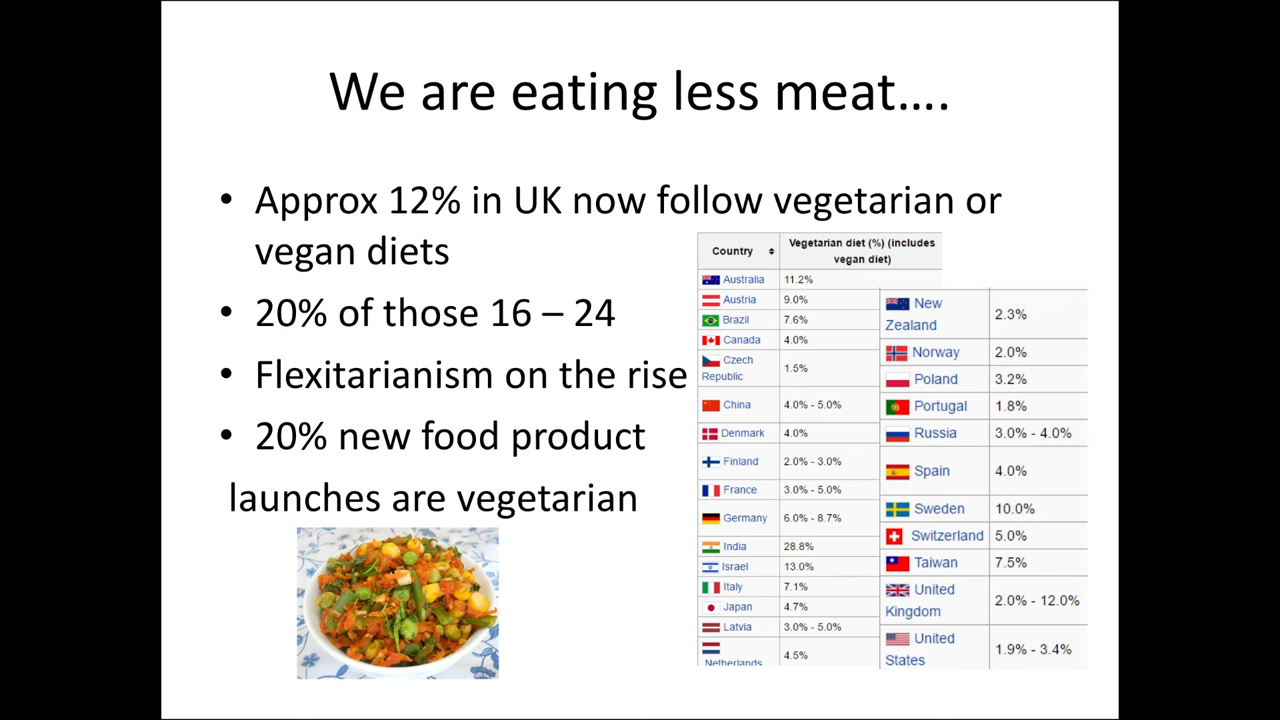 We are eating less meat....
• Approx 12% in UK now follow vegetarian or
vegan diets
• 20% of those 16 – 24
• Flexitarianism on the rise
• 20% new food product
launches are vegetarian
Country Vegetarian diet (%) (includes
vegan diet)
Australia 11.2%
Austria 9.0%
Brazil 7.6%
Canada 4.0%
Czech
Republic 1.5%
China 4.0% - 5.0%
Denmark 4.0%
Finland 2.0% - 3.0%
France 3.0% - 5.0%
Germany 6.0% - 8.7%
India 28.8%
Israel 13.0%
Italy 7.1%
Japan 4.7%
Latvia 3.0% - 5.0%
Netherlands 4.5%
New
Zealand 2.3%
Norway 2.0%
Poland 3.2%
Portugal 1.8%
Russia 3.0% - 4.0%
Spain 4.0%
Sweden 10.0%
Switzerland 5.0%
Taiwan 7.5%
United
Kingdom 2.0% - 12.0%
United
States 1.9% - 3.4%